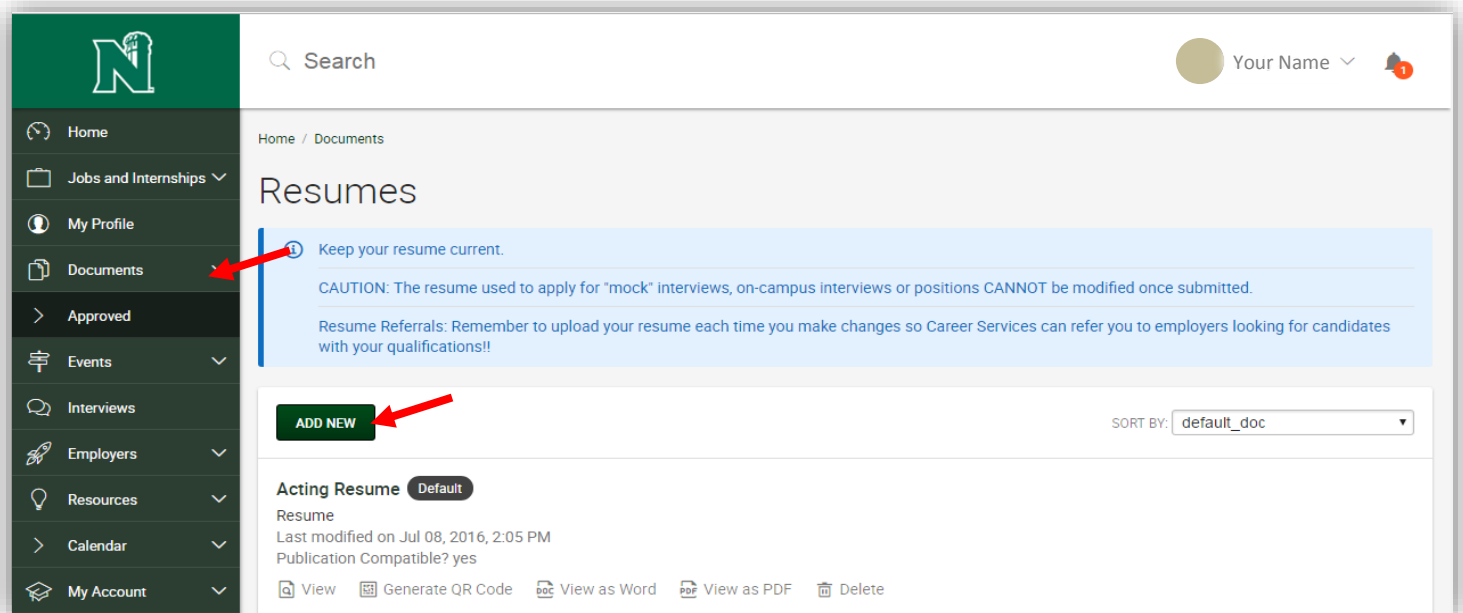 N
Search
Your Name
1
Home
Jobs and Internships
My Profile
Documents
Approved
Events
Interviews
Employers
Resources
Calendar
My Account
Home / Documents
Resumes
Keep your resume current.
CAUTION: The resume used to apply for "mock" interviews, on-campus interviews or positions CANNOT be modified once submitted.
Resume Referrals: Remember to upload your resume each time you make changes so Career Services can refer you to employers looking for candidates
with your qualifications!!
ADD NEW
SORT BY: default_doc
Acting Resume Default
Resume
Last modified on Jul 08, 2016, 2:05 PM
Publication Compatible? yes
View Generate QR Code DOC View as Word PDF View as PDF Delete